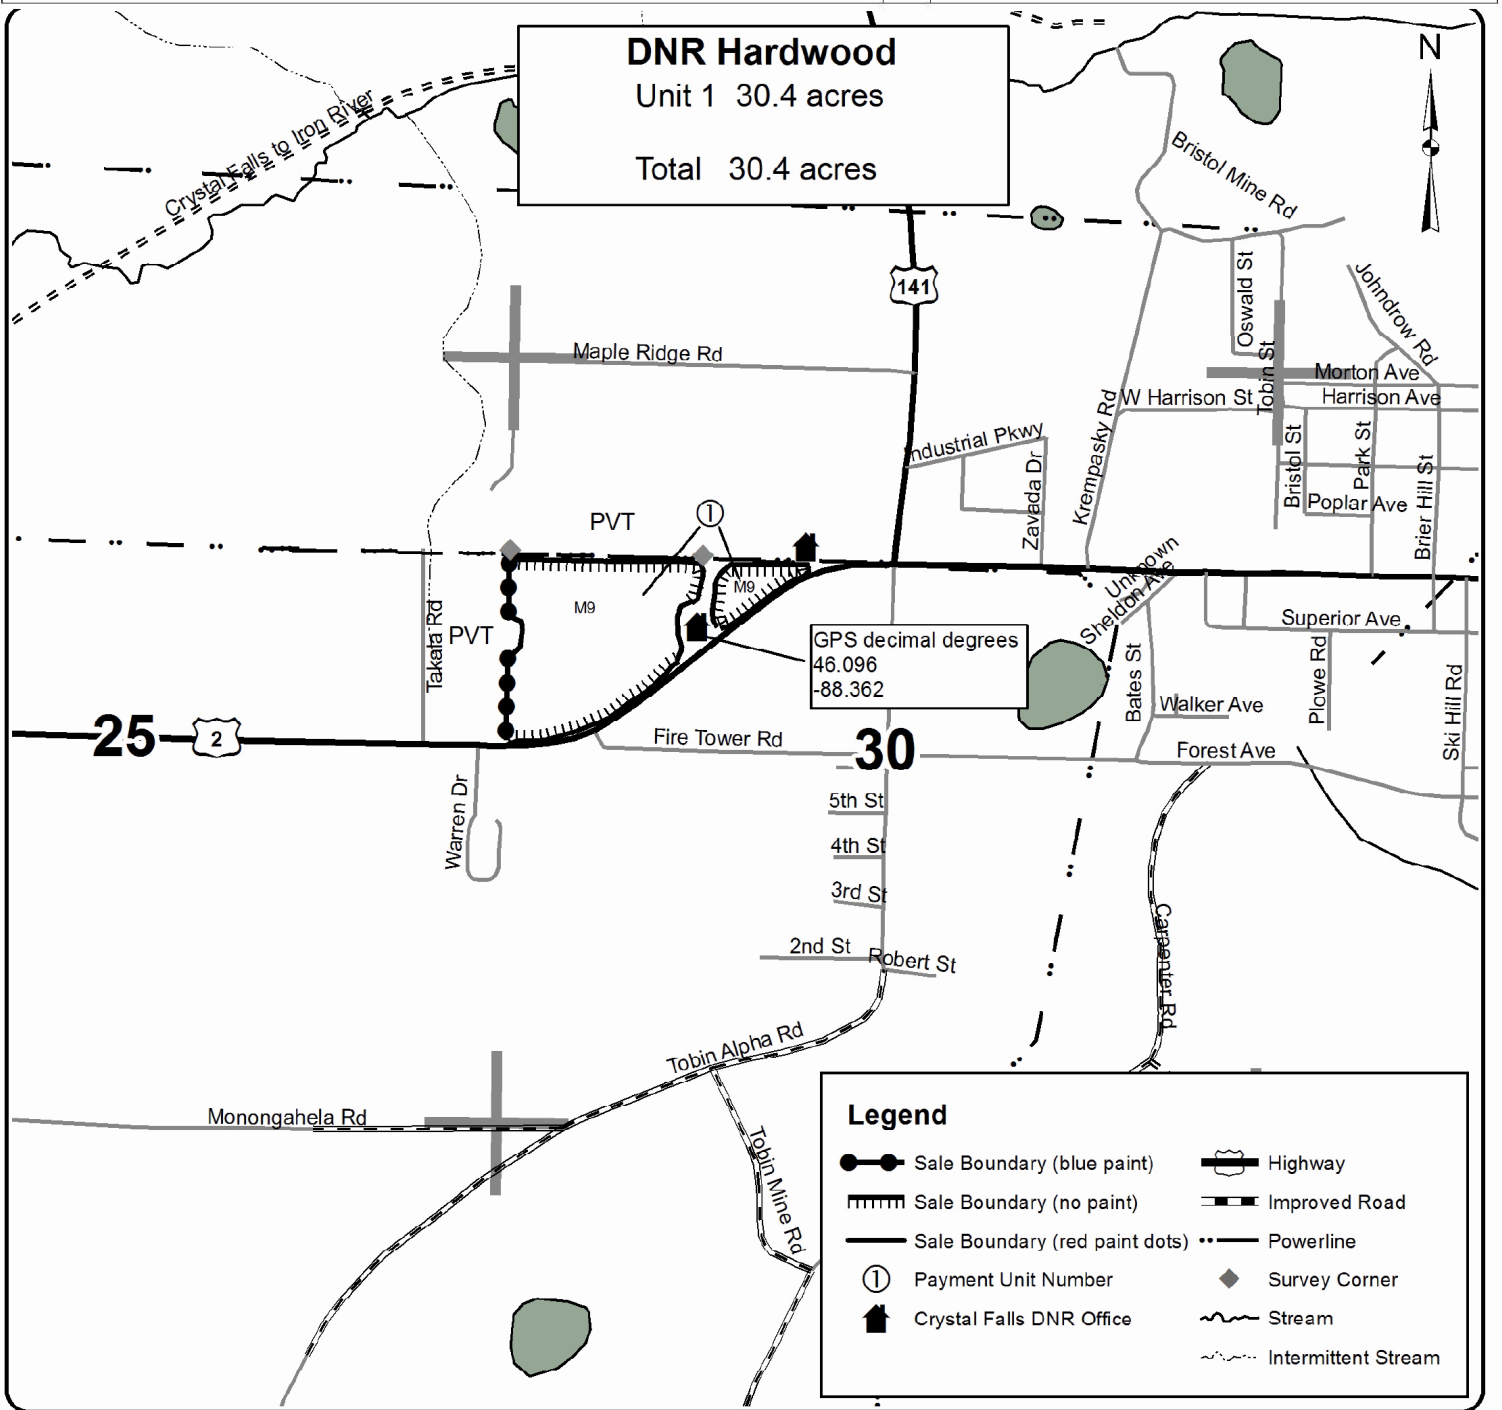 DNR Hardwood
Unit 1 30.4 acres
Total 30.4 acres
N
Crystal Falls to Iron River
Bristol Mine Rd
141
Oswald St
Johndrow Rd
Maple Ridge Rd
Tobin St
Morton Ave
W Harrison St
Harrison Ave
Krempasky Rd
Industrial Pkwy
Zavada Dr
Bristol St
Park St
Poplar Ave
Brier Hill St
PVT
1
Unknown
Sheldon Ave
M9
M9
Takala Rd
PVT
Superior Ave
GPS decimal degrees
46.096
-88.362
Bates St
Plowe Rd
Ski Hill Rd
Walker Ave
25
2
Fire Tower Rd
30
Forest Ave
Warren Dr
5th St
4th St
3rd St
2nd St
Robert St
Carpenter Rd
Tobin Alpha Rd
Monongahela Rd
Tobin Mine Rd
Legend
Sale Boundary (blue paint)
Highway
Sale Boundary (no paint)
Improved Road
Sale Boundary (red paint dots)
Powerline
1 Payment Unit Number
Survey Corner
Crystal Falls DNR Office
Stream
Intermittent Stream